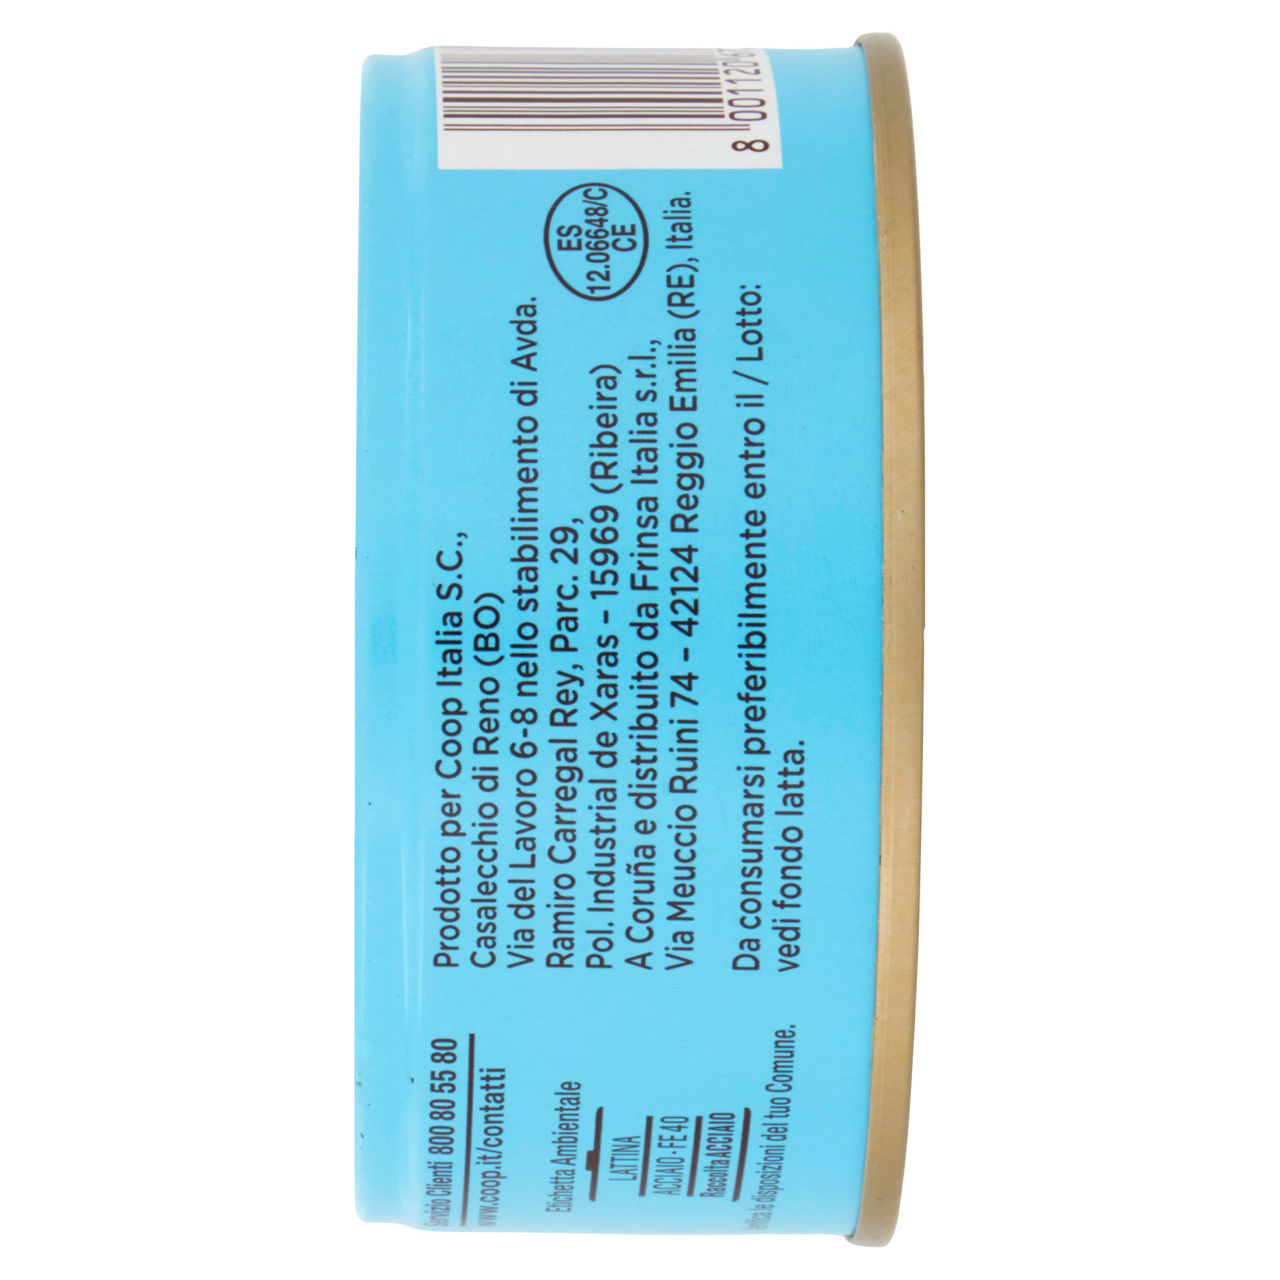 Servizio Clienti 800 80 55 80
www.coop.it/contatti
Etichetta Ambientale
LATTINA
ACCIAIO - FE 40
Raccolta ACCIAIO
Verifica le disposizioni del tuo Comune.
Prodotto per Coop Italia S.C.,
Casalecchio di Reno (BO)
Via del Lavoro 6-8 nello stabilimento di Avda.
Ramiro Carregal Rey, Parc. 29,
Pol. Industrial de Xaras – 15969 (Ribeira)
A Coruña e distribuito da Frinsa Italia s.r.l.,
Via Meuccio Ruini 74 – 42124 Reggio Emilia (RE), Italia.
Da consumarsi preferibilmente entro il / Lotto:
vedi fondo latta.
ES
12.06648/C
CE
8 001120 6